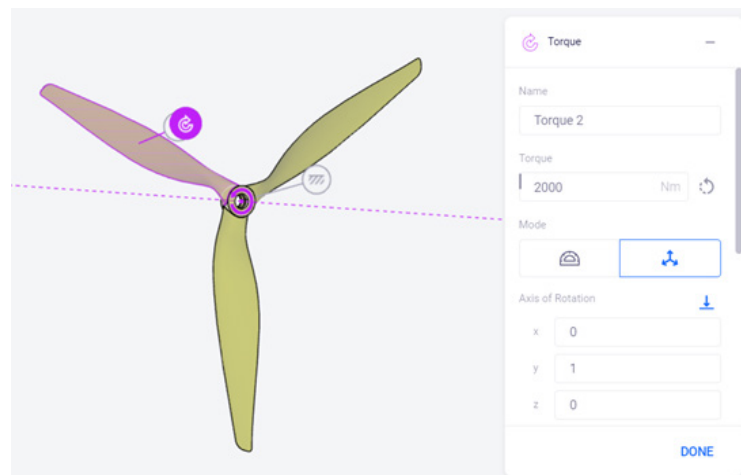 Torque
Name
Torque 2
Torque
2000 Nm
Mode
Axis of Rotation
x 0
y 1
z 0
DONE